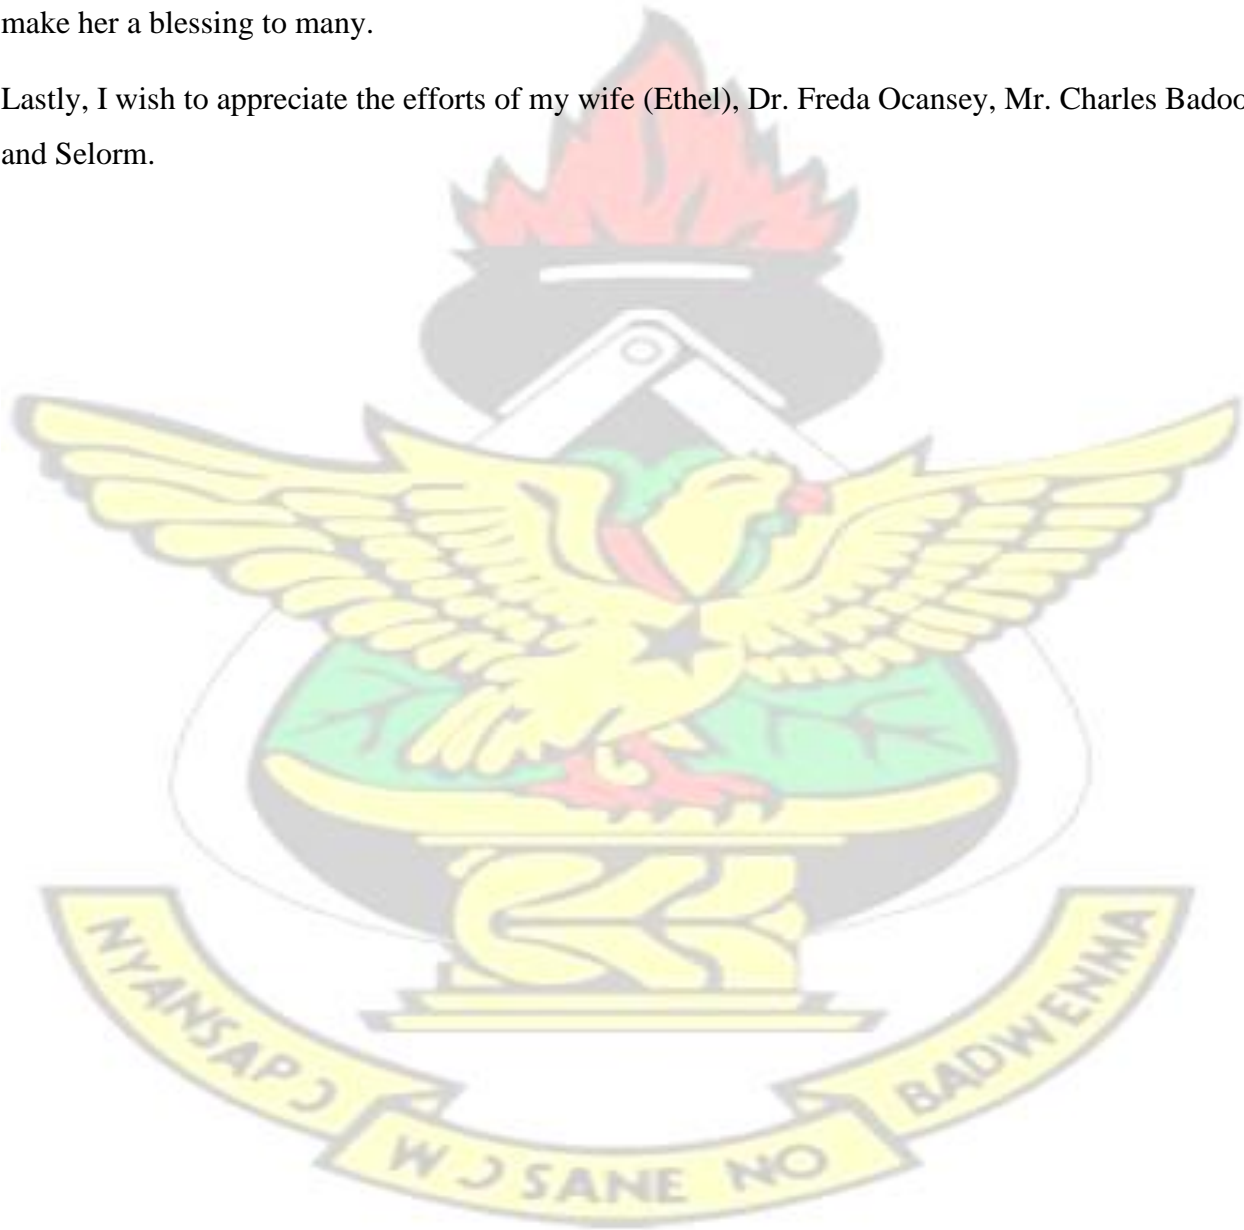 make her a blessing to many.
Lastly, I wish to appreciate the efforts of my wife (Ethel), Dr. Freda Ocansey, Mr. Charles Badoo
and Selorm.
NYANSAPƆ
WƆSANE NO
BADWENMA